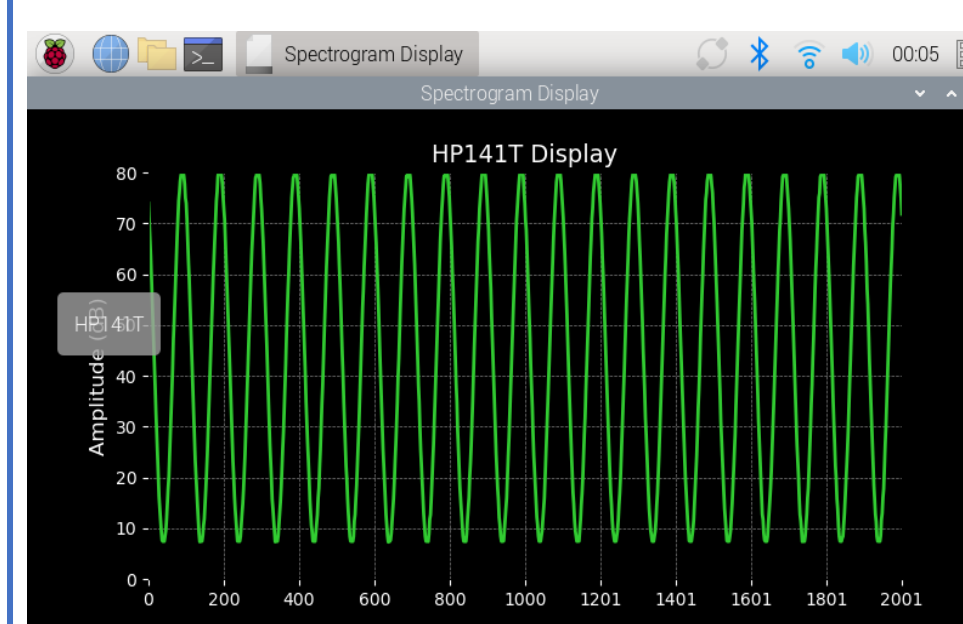 Spectrogram Display
00:05
Spectrogram Display
HP141T Display
80
70
60
HP141T
50
40
30
20
10
0
Amplitude (dB)
0 200 400 600 800 1000 1201 1401 1601 1801 2001